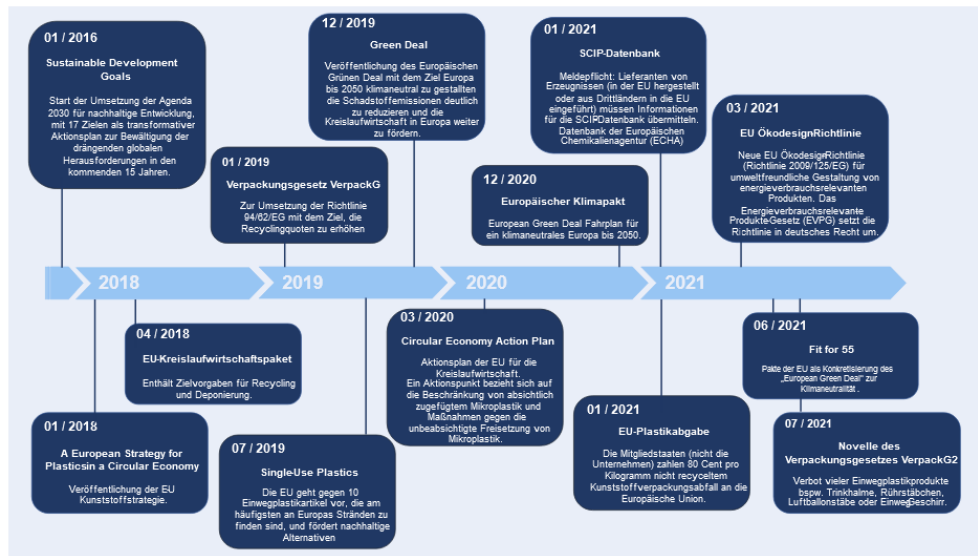 01 / 2016
Sustainable Development
Goals
Start der Umsetzung der Agenda
2030 für nachhaltige Entwicklung,
mit 17 Zielen als transformativer
Aktionsplan zur Bewältigung der
drängenden globalen
Herausforderungen in den
kommenden 15 Jahren.
12 / 2019
Green Deal
Veröffentlichung des Europäischen
Grünen Deal mit dem Ziel Europa
bis 2050 klimaneutral zu gestallten
die Schadstoffemissionen deutlich
zu reduzieren und die
Kreislaufwirtschaft in Europa weiter
zu fördern.
01 / 2021
SCIP-Datenbank
Meldepflicht: Lieferanten von
Erzeugnissen (in der EU hergestellt
oder aus Drittländern in die EU
eingeführt) müssen Informationen
für die SCIP-Datenbank übermitteln.
Datenbank der Europäischen
Chemikalienagentur (ECHA)
03 / 2021
EU ÖkodesignRichtlinie
Neue EU ÖkodesignRichtlinie
(Richtlinie 2009/125/EG) für
umweltfreundliche Gestaltung von
energieverbrauchsrelevanten
Produkten. Das
Energieverbrauchsrelevante
Produkte-Gesetz (EVPG) setzt die
Richtlinie in deutsches Recht um.
01 / 2019
Verpackungsgesetz VerpackG
Zur Umsetzung der Richtlinie
94/62/EG mit dem Ziel, die
Recyclingquoten zu erhöhen
12 / 2020
Europäischer Klimapakt
European Green Deal Fahrplan für
ein klimaneutrales Europa bis 2050.
2018
2019
2020
2021
04 / 2018
EU-Kreislaufwirtschaftspaket
Enthält Zielvorgaben für Recycling
und Deponierung.
03 / 2020
Circular Economy Action Plan
Aktionsplan der EU für die
Kreislaufwirtschaft.
Ein Aktionspunkt bezieht sich auf
die Beschränkung von absichtlich
zugefügtem Mikroplastik und
Maßnahmen gegen die
unbeabsichtigte Freisetzung von
Mikroplastik.
06 / 2021
Fit for 55
Pakte der EU als Konkretisierung des
„European Green Deal" zur
Klimaneutralität .
01 / 2018
A European Strategy for
Plasticsin a Circular Economy
Veröffentlichung der EU
Kunststoffstrategie.
07 / 2019
SingleUse Plastics
Die EU geht gegen 10
Einwegplastikartikel vor, die am
häufigsten an Europas Stränden zu
finden sind, und fördert nachhaltige
Alternativen
01 / 2021
EU-Plastikabgabe
Die Mitgliedstaaten (nicht die
Unternehmen) zahlen 80 Cent pro
Kilogramm nicht recyceltem
Kunststoffverpackungsabfall an die
Europäische Union.
07 / 2021
Novelle des
Verpackungsgesetzes VerpackG2
Verbot vieler Einwegplastikprodukte
bspw. Trinkhalme, Rührstäbchen,
Luftballonstäbe oder EinwegGeschirr.